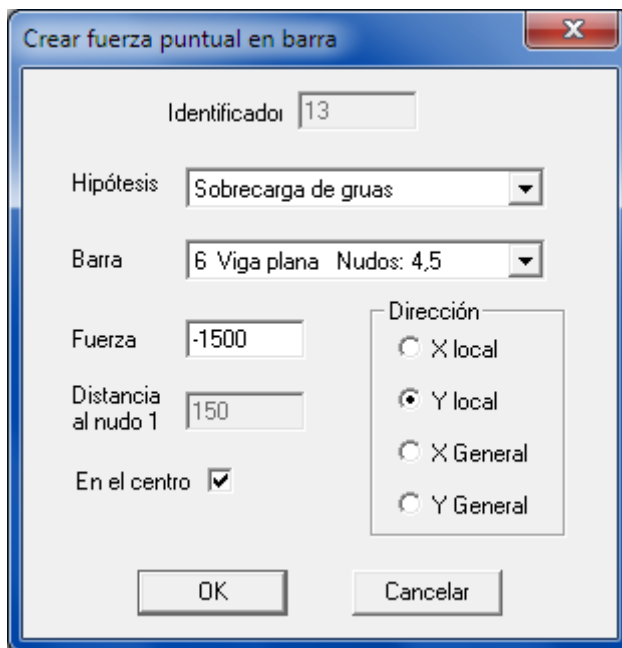 Crear fuerza puntual en barra
Identificador 13
Hipótesis Sobrecarga de gruas
Barra 6 Viga plana Nudos: 4,5
Fuerza -1500
Distancia
al nudo 1 150
En el centro
Dirección
X local
Y local
X General
Y General
OK Cancelar